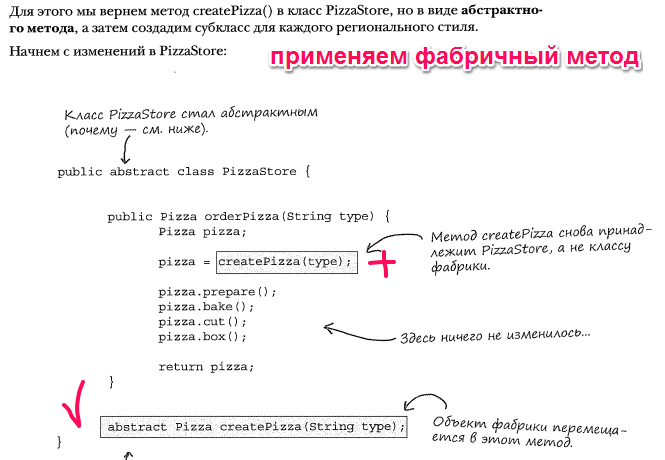 Для этого мы вернем метод createPizza() в класс PizzaStore, но в виде абстрактно-
го метода, а затем создадим субкласс для каждого регионального стиля.
Начнем с изменений в PizzaStore:
применяем фабричный метод
Класс PizzaStore стал абстрактным
(почему — см. ниже).
public abstract class PizzaStore {
public Pizza orderPizza(String type) {
Pizza pizza;
pizza = createPizza(type);
Метод createPizza снова принад-
лежит PizzaStore, а не классу
фабрики.
pizza.prepare();
pizza.bake();
pizza.cut();
pizza.box();
Здесь ничего не изменилось...
return pizza;
}
abstract Pizza createPizza(String type);
Объект фабрики перемеща-
ется в этот метод.
}